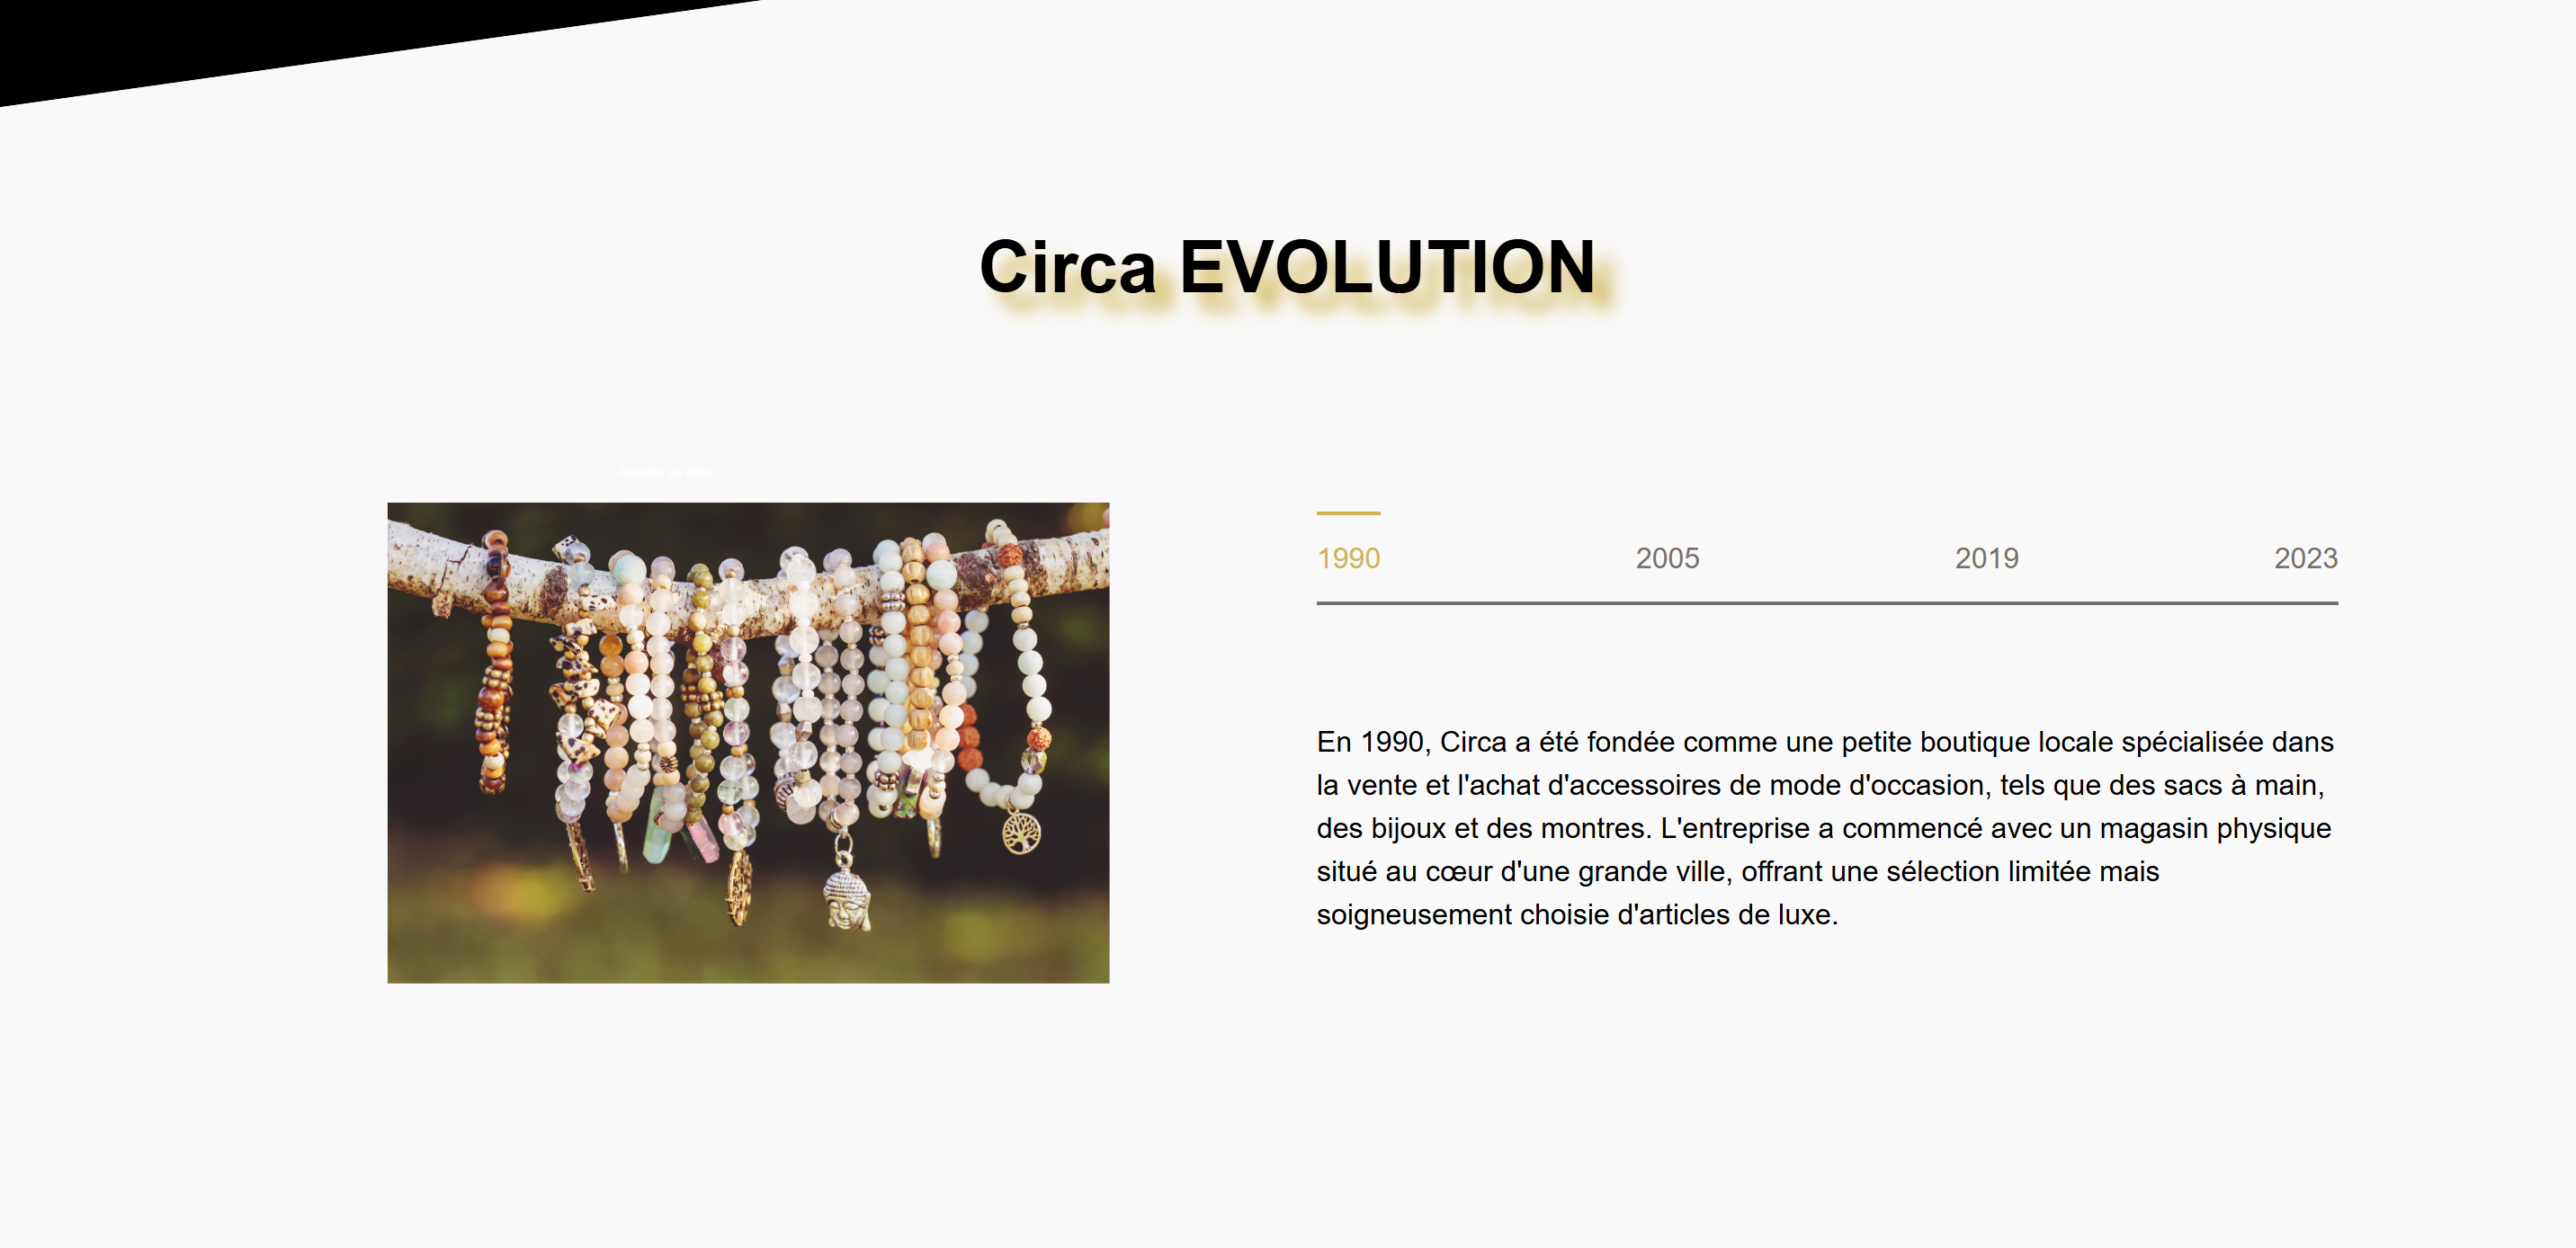 Circa EVOLUTION
Ajouter un titre
1990 2005 2019 2023
En 1990, Circa a été fondée comme une petite boutique locale spécialisée dans
la vente et l'achat d'accessoires de mode d'occasion, tels que des sacs à main,
des bijoux et des montres. L'entreprise a commencé avec un magasin physique
situé au cœur d'une grande ville, offrant une sélection limitée mais
soigneusement choisie d'articles de luxe.